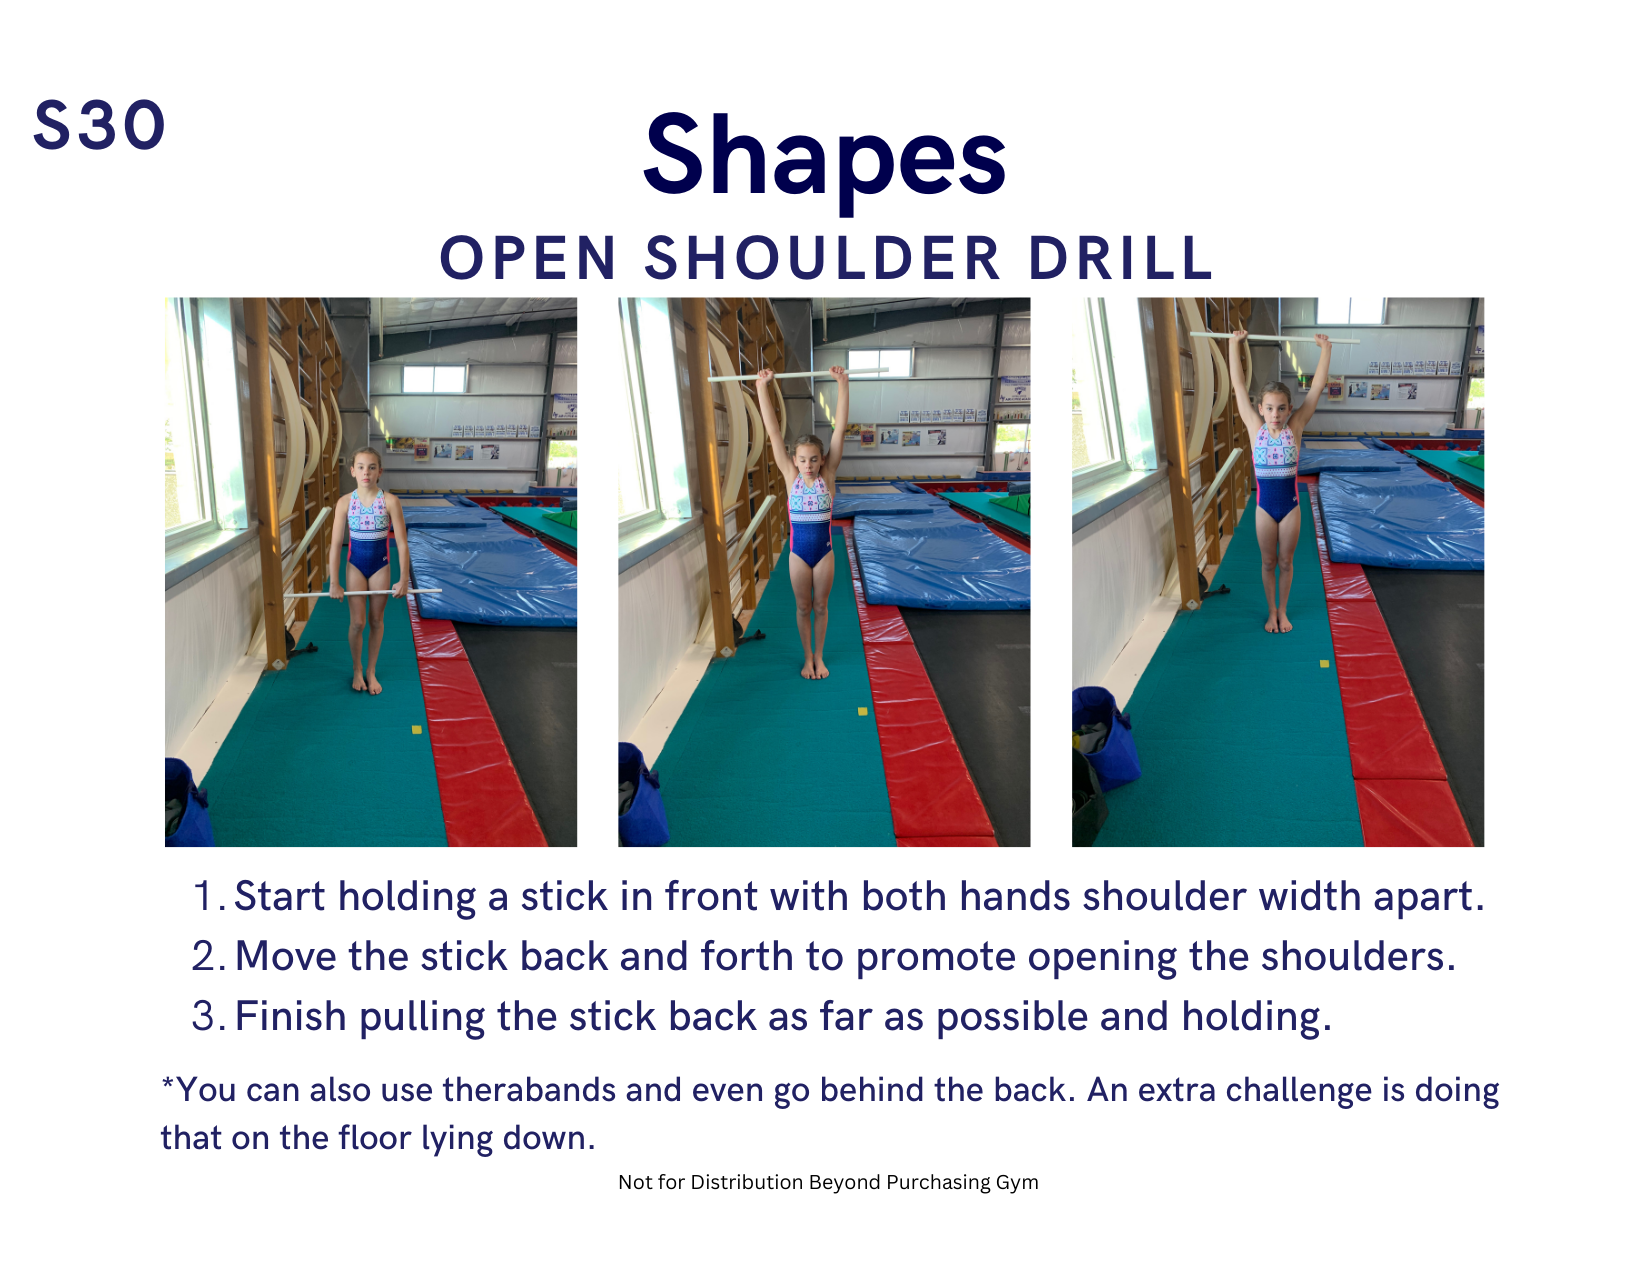 S30
Shapes
OPEN SHOULDER DRILL
1. Start holding a stick in front with both hands shoulder width apart.
2. Move the stick back and forth to promote opening the shoulders.
3. Finish pulling the stick back as far as possible and holding.
*You can also use therabands and even go behind the back. An extra challenge is doing
that on the floor lying down.
Not for Distribution Beyond Purchasing Gym